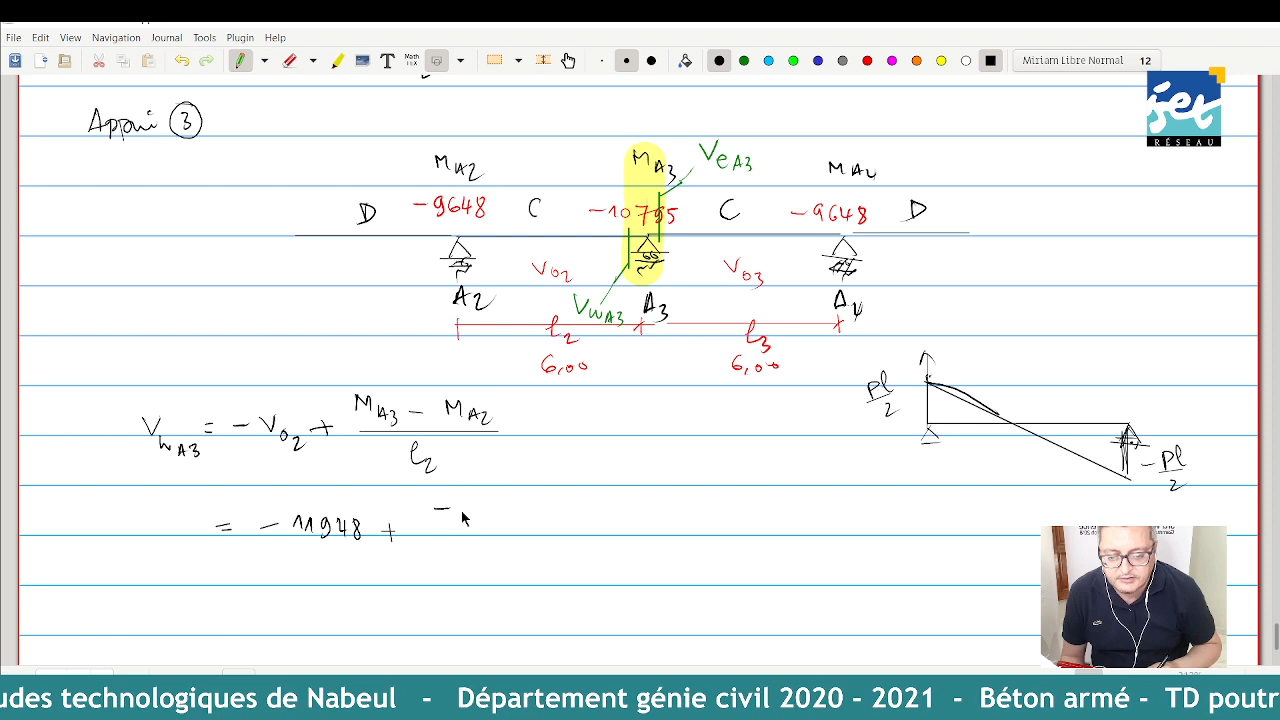 File Edit View Navigation Journal Tools Plugin Help
Math
TEX
Miriam Libre Normal 12
iset
RÉSEAU
Appui 3
MA2 MA3 VeA3 MA4
D -9648 C -10795 C -9648 D
V02 V03
A2 VwA3 A3 A4
l2 l3
6,00 6,00
Pl/2
VwA3 = - V02 + MA3 - MA2 / l2
-Pl/2
= - 11948 + -
udes technologiques de Nabeul - Département génie civil 2020 - 2021 - Béton armé - TD poutr